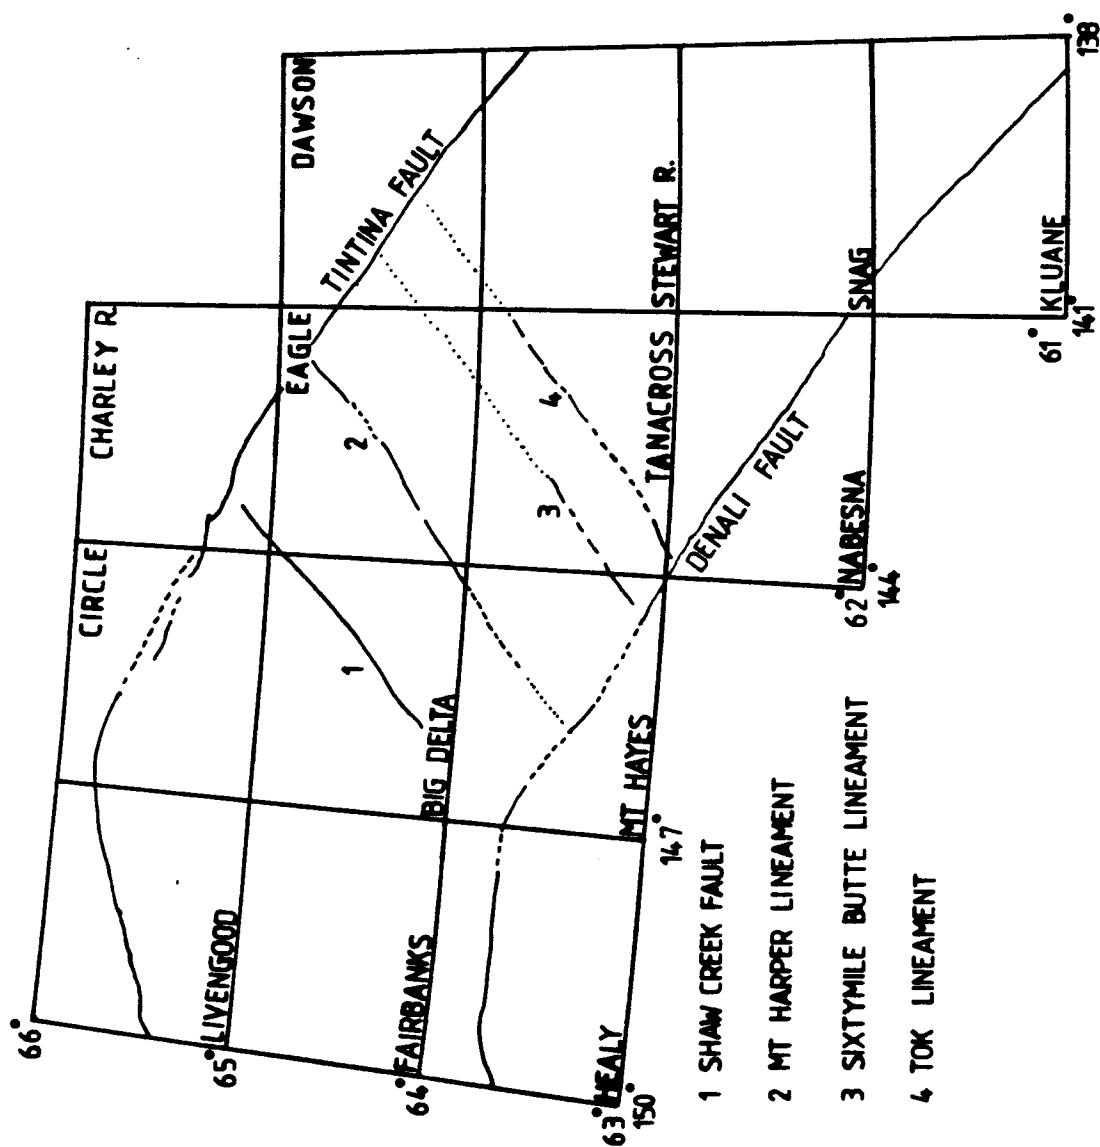 66°
CIRCLE
CHARLEY R.
65°
LIVENGOOD
EAGLE
DAWSON
TINTINA FAULT
1
2
64°
FAIRBANKS
BIG DELTA
3
4
63°
HEALY
150°
MT HAYES
147°
TANACROSS
STEWART R.
DENALI FAULT
62°
NABESNA
144°
SNAG
61°
KLUANE
141°
138°
1 SHAW CREEK FAULT
2 MT HARPER LINEAMENT
3 SIXTYMILE BUTTE LINEAMENT
4 TOK LINEAMENT